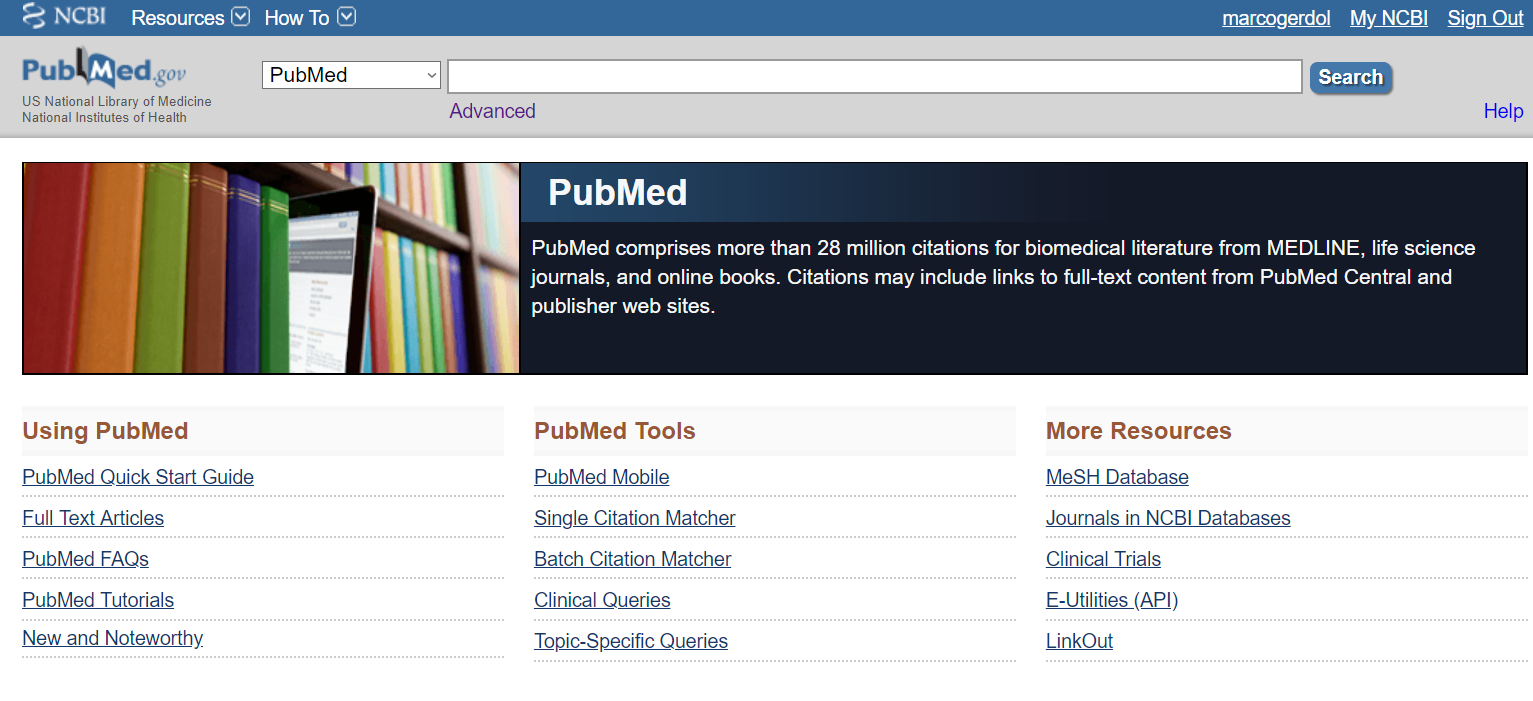 NCBI Resources How To marcogerdol My NCBI Sign Out
PubMed.gov
US National Library of Medicine
National Institutes of Health
PubMed
Search
Advanced
Help
PubMed
PubMed comprises more than 28 million citations for biomedical literature from MEDLINE, life science
journals, and online books. Citations may include links to full-text content from PubMed Central and
publisher web sites.
Using PubMed
PubMed Quick Start Guide
Full Text Articles
PubMed FAQs
PubMed Tutorials
New and Noteworthy
PubMed Tools
PubMed Mobile
Single Citation Matcher
Batch Citation Matcher
Clinical Queries
Topic-Specific Queries
More Resources
MeSH Database
Journals in NCBI Databases
Clinical Trials
E-Utilities (API)
LinkOut